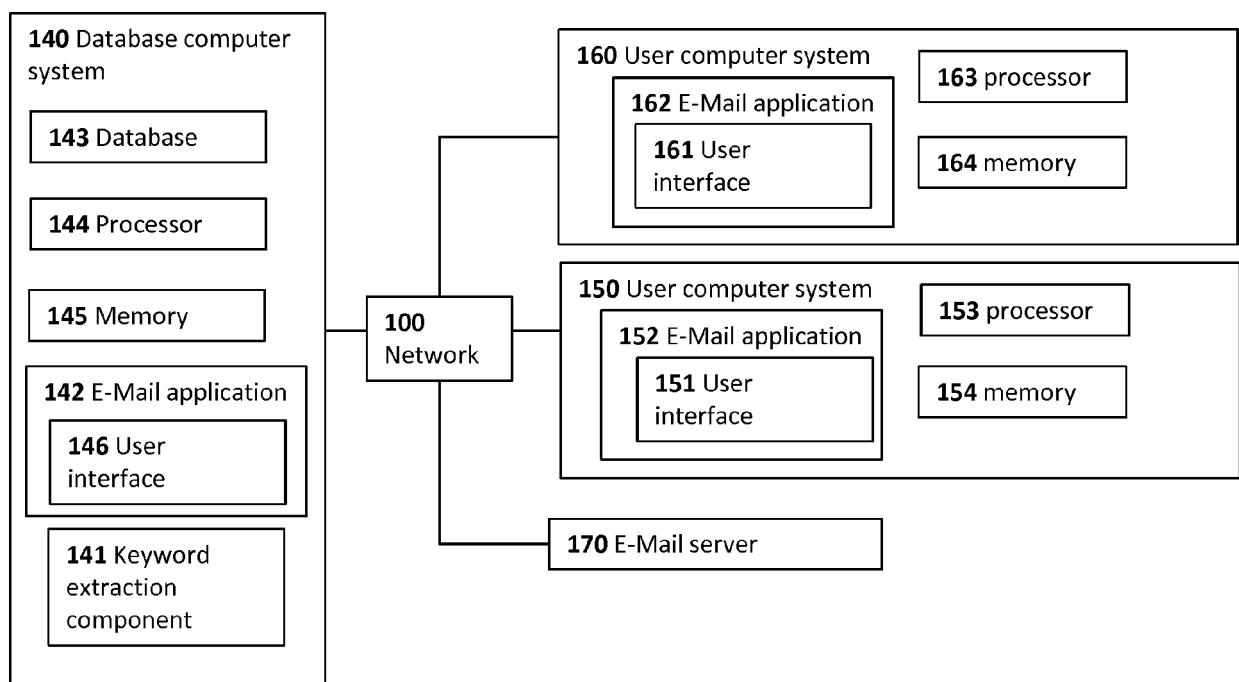 140 Database computer
system
143 Database
144 Processor
145 Memory
142 E-Mail application
146 User
interface
141 Keyword
extraction
component
100
Network
160 User computer system
162 E-Mail application
161 User
interface
163 processor
164 memory
150 User computer system
152 E-Mail application
151 User
interface
153 processor
154 memory
170 E-Mail server